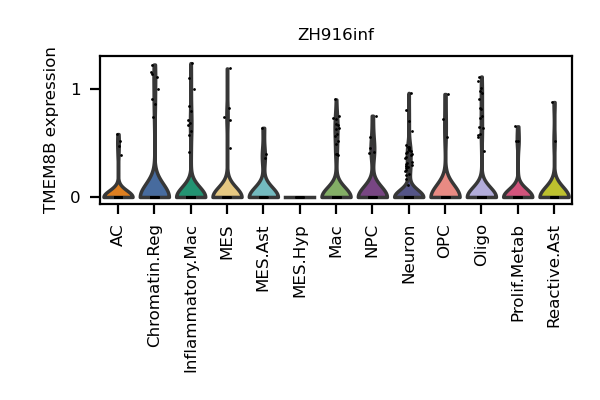 ZH916inf
TMEM8B expression
1
0
AC
Chromatin.Reg
Inflammatory.Mac
MES
MES.Ast
MES.Hyp
Mac
NPC
Neuron
OPC
Oligo
Prolif.Metab
Reactive.Ast